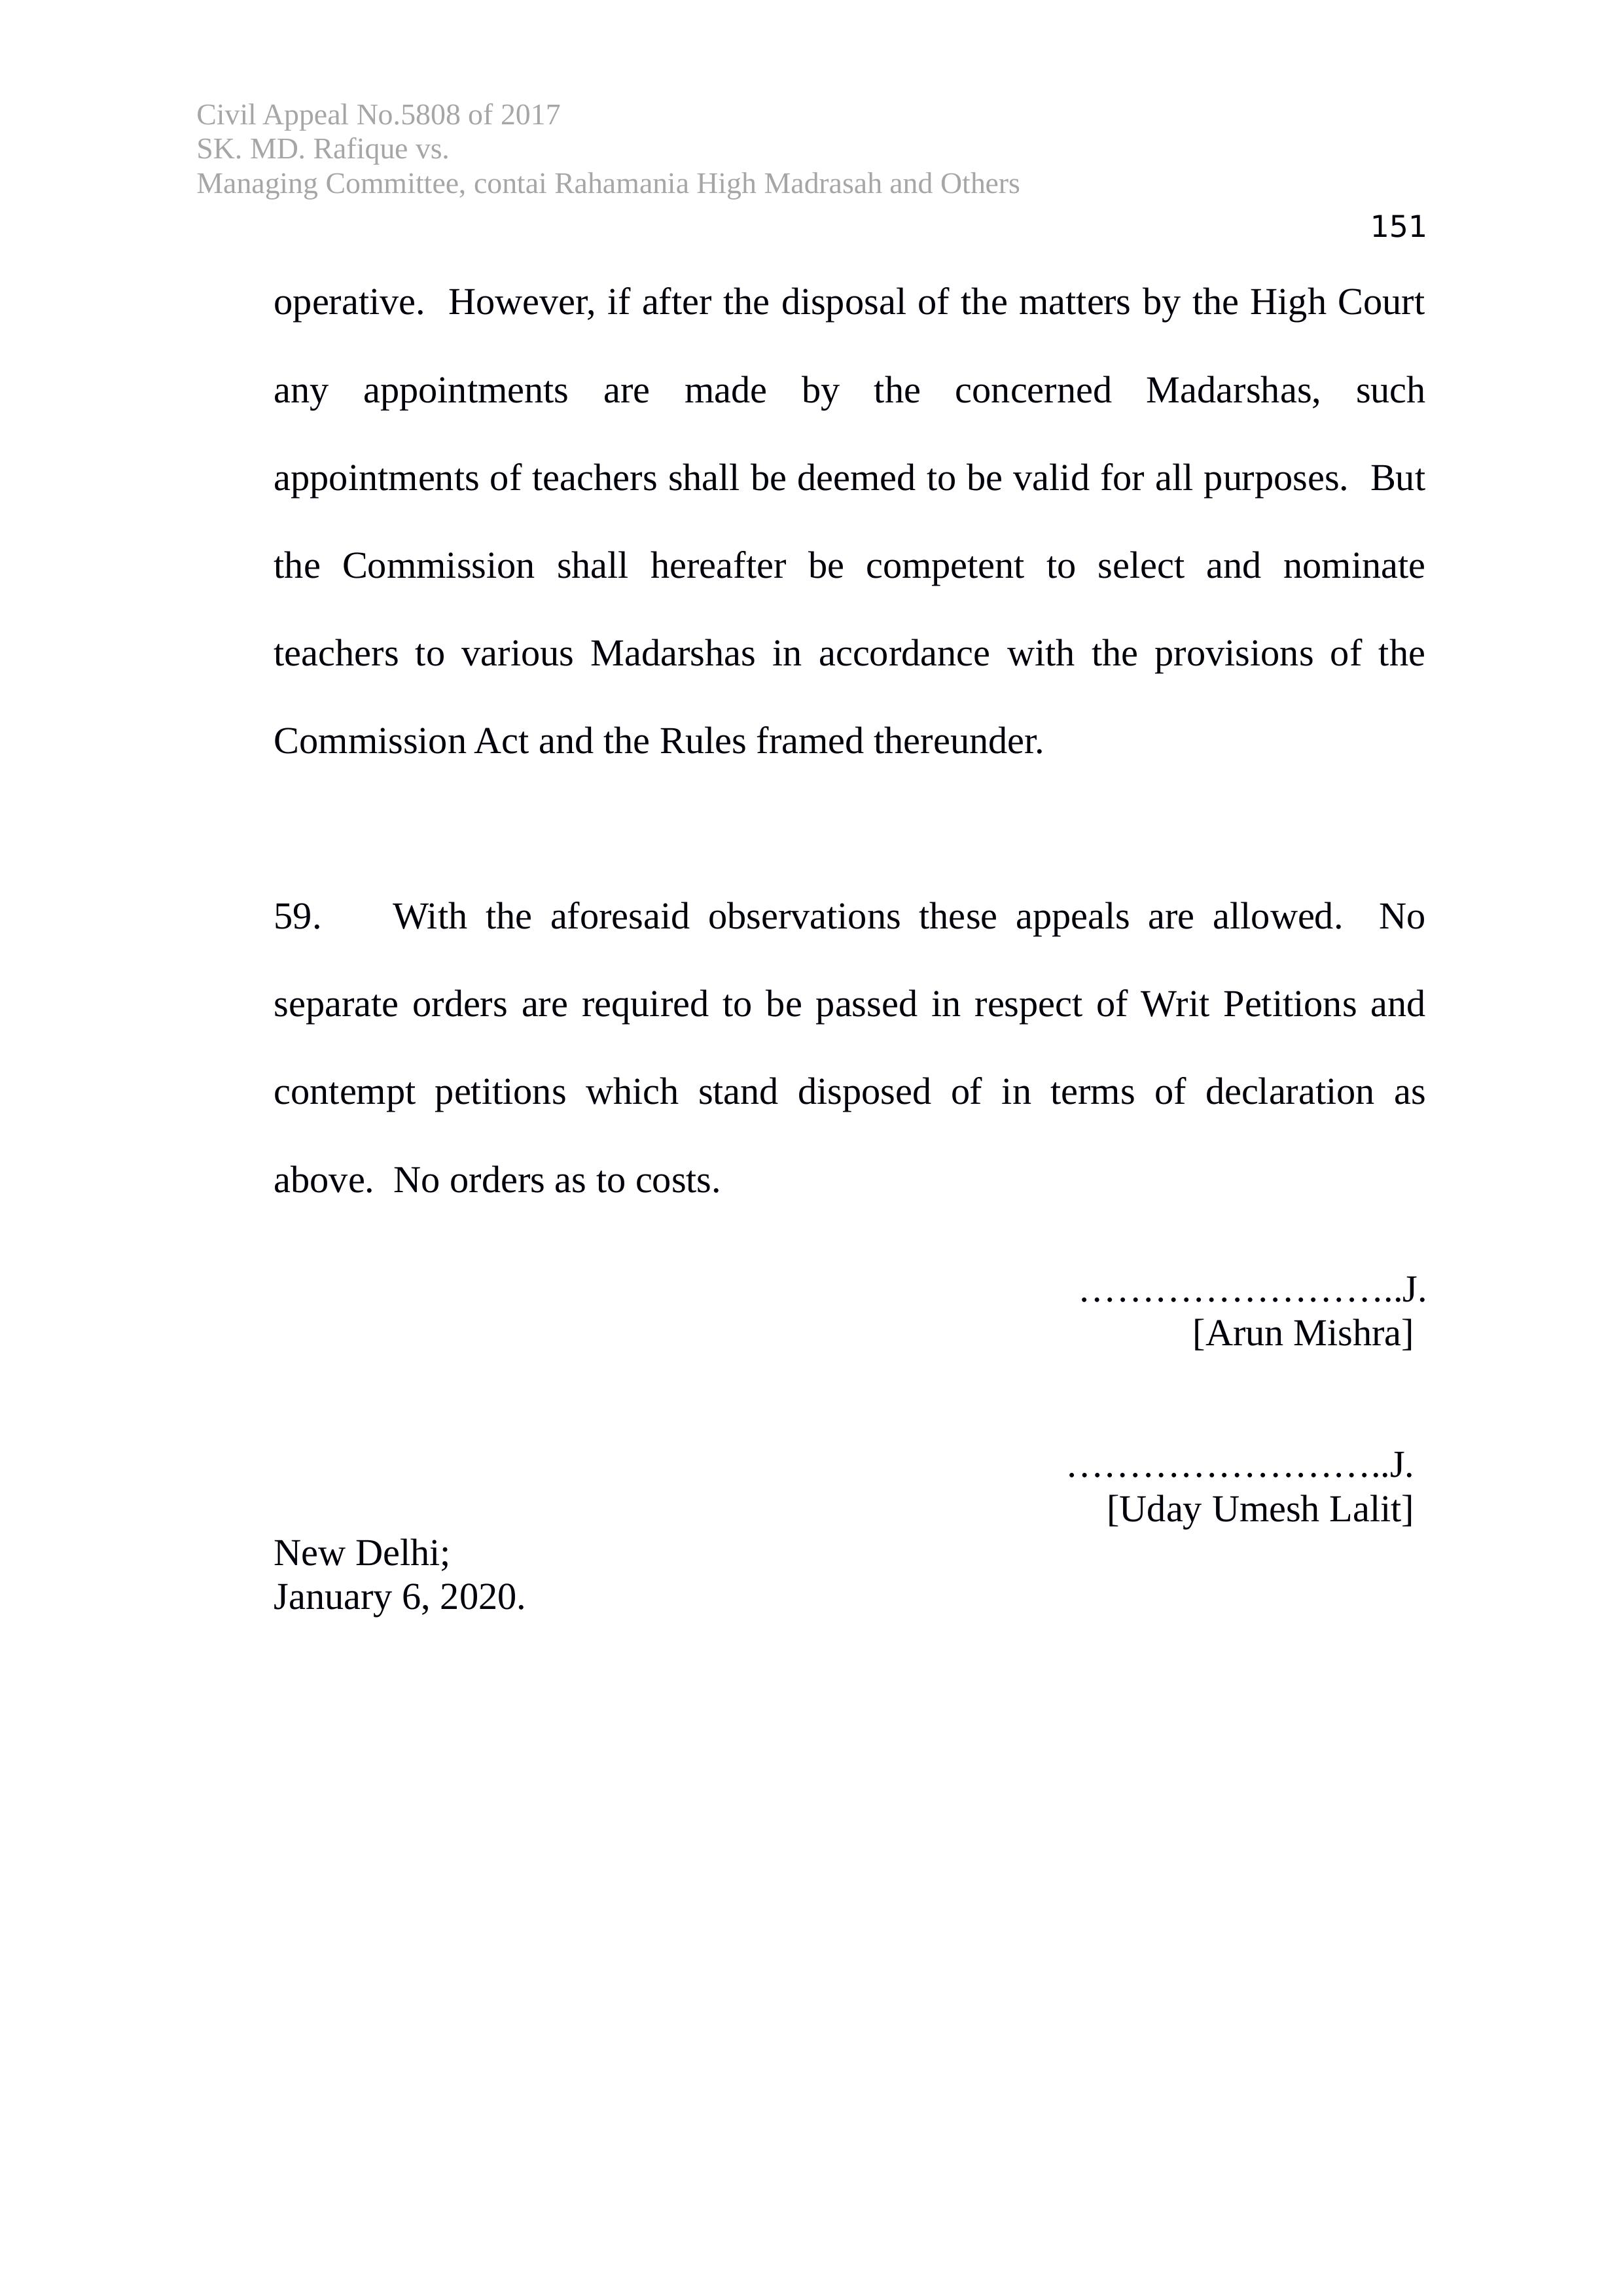 Civil Appeal No.5808 of 2017
SK. MD. Rafique vs.
Managing Committee, contai Rahamania High Madrasah and Others
151
operative.  However, if after the disposal of the matters by the High Court
any appointments are made by the concerned Madarshas, such
appointments of teachers shall be deemed to be valid for all purposes.  But
the Commission shall hereafter be competent to select and nominate
teachers to various Madarshas in accordance with the provisions of the
Commission Act and the Rules framed thereunder.
59. With the aforesaid observations these appeals are allowed.  No
separate orders are required to be passed in respect of Writ Petitions and
contempt petitions which stand disposed of in terms of declaration as
above.  No orders as to costs.
……………………..J.
[Arun Mishra]
……………………..J.
[Uday Umesh Lalit]
New Delhi;
January 6, 2020.